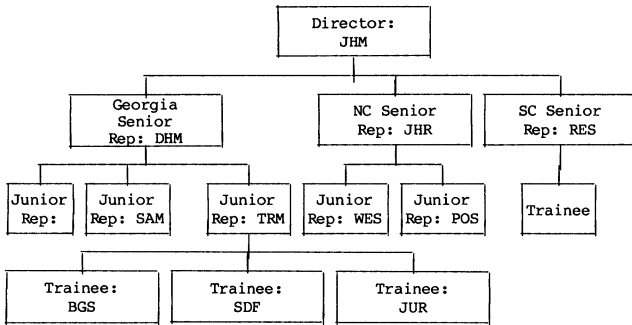 Director:
JHM
Georgia
Senior
Rep: DHM
NC Senior
Rep: JHR
SC Senior
Rep: RES
Junior
Rep:
Junior
Rep: SAM
Junior
Rep: TRM
Junior
Rep: WES
Junior
Rep: POS
Trainee
Trainee:
BGS
Trainee:
SDF
Trainee:
JUR